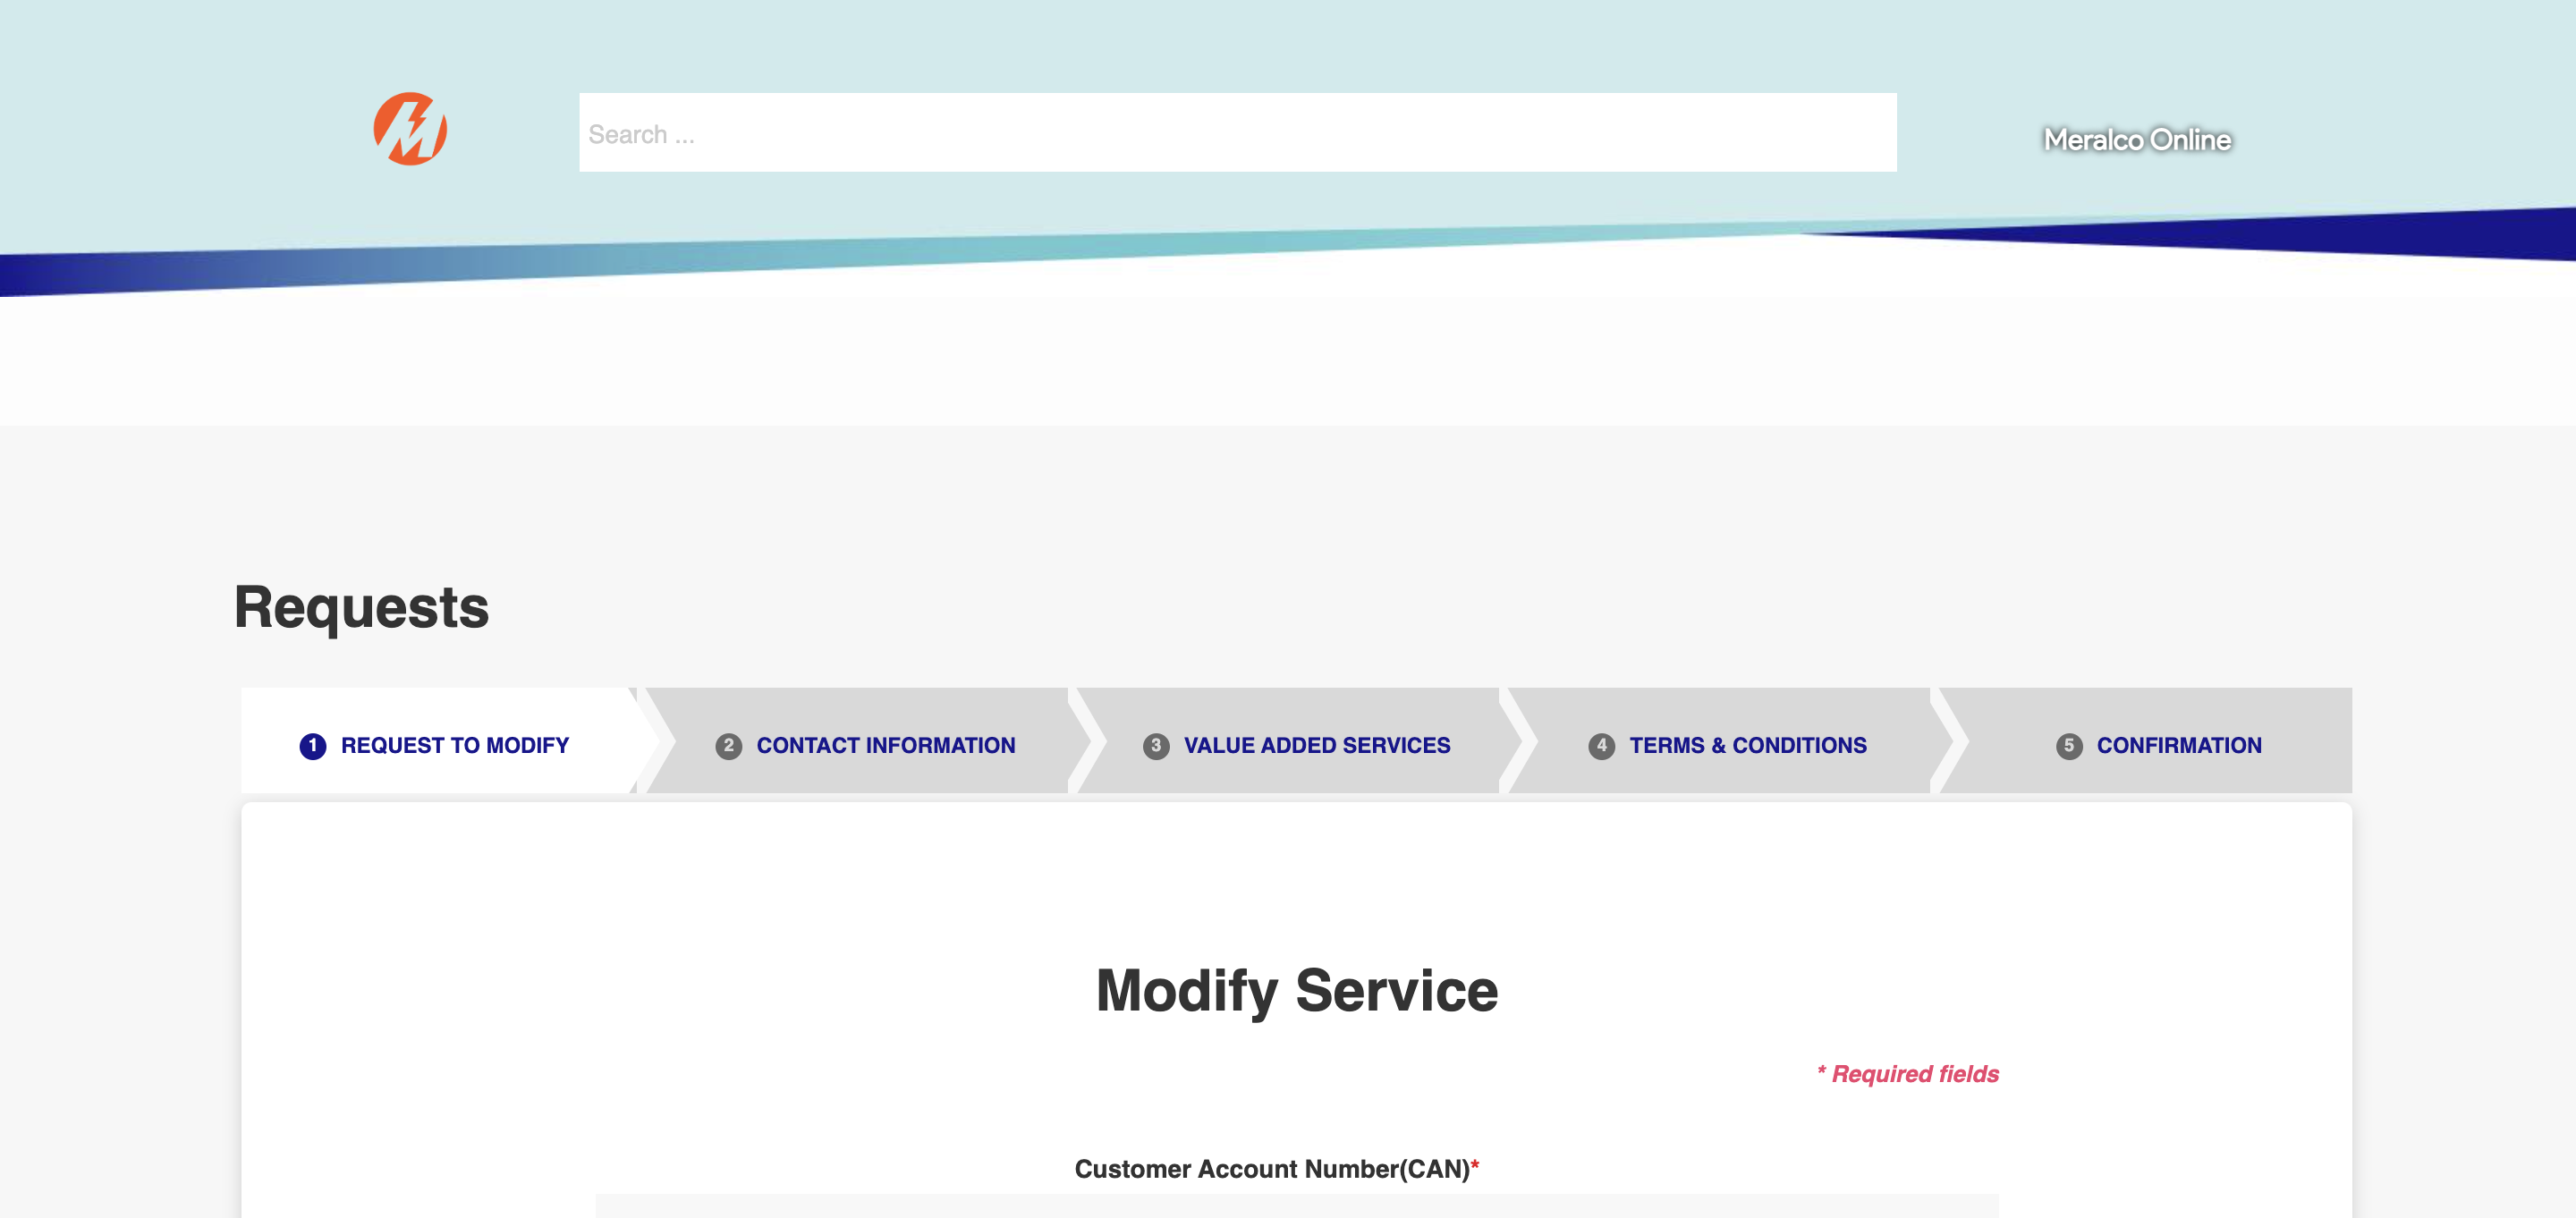 Search ...
Meralco Online
Requests
1 REQUEST TO MODIFY
2 CONTACT INFORMATION
3 VALUE ADDED SERVICES
4 TERMS & CONDITIONS
5 CONFIRMATION
Modify Service
* Required fields
Customer Account Number(CAN)*